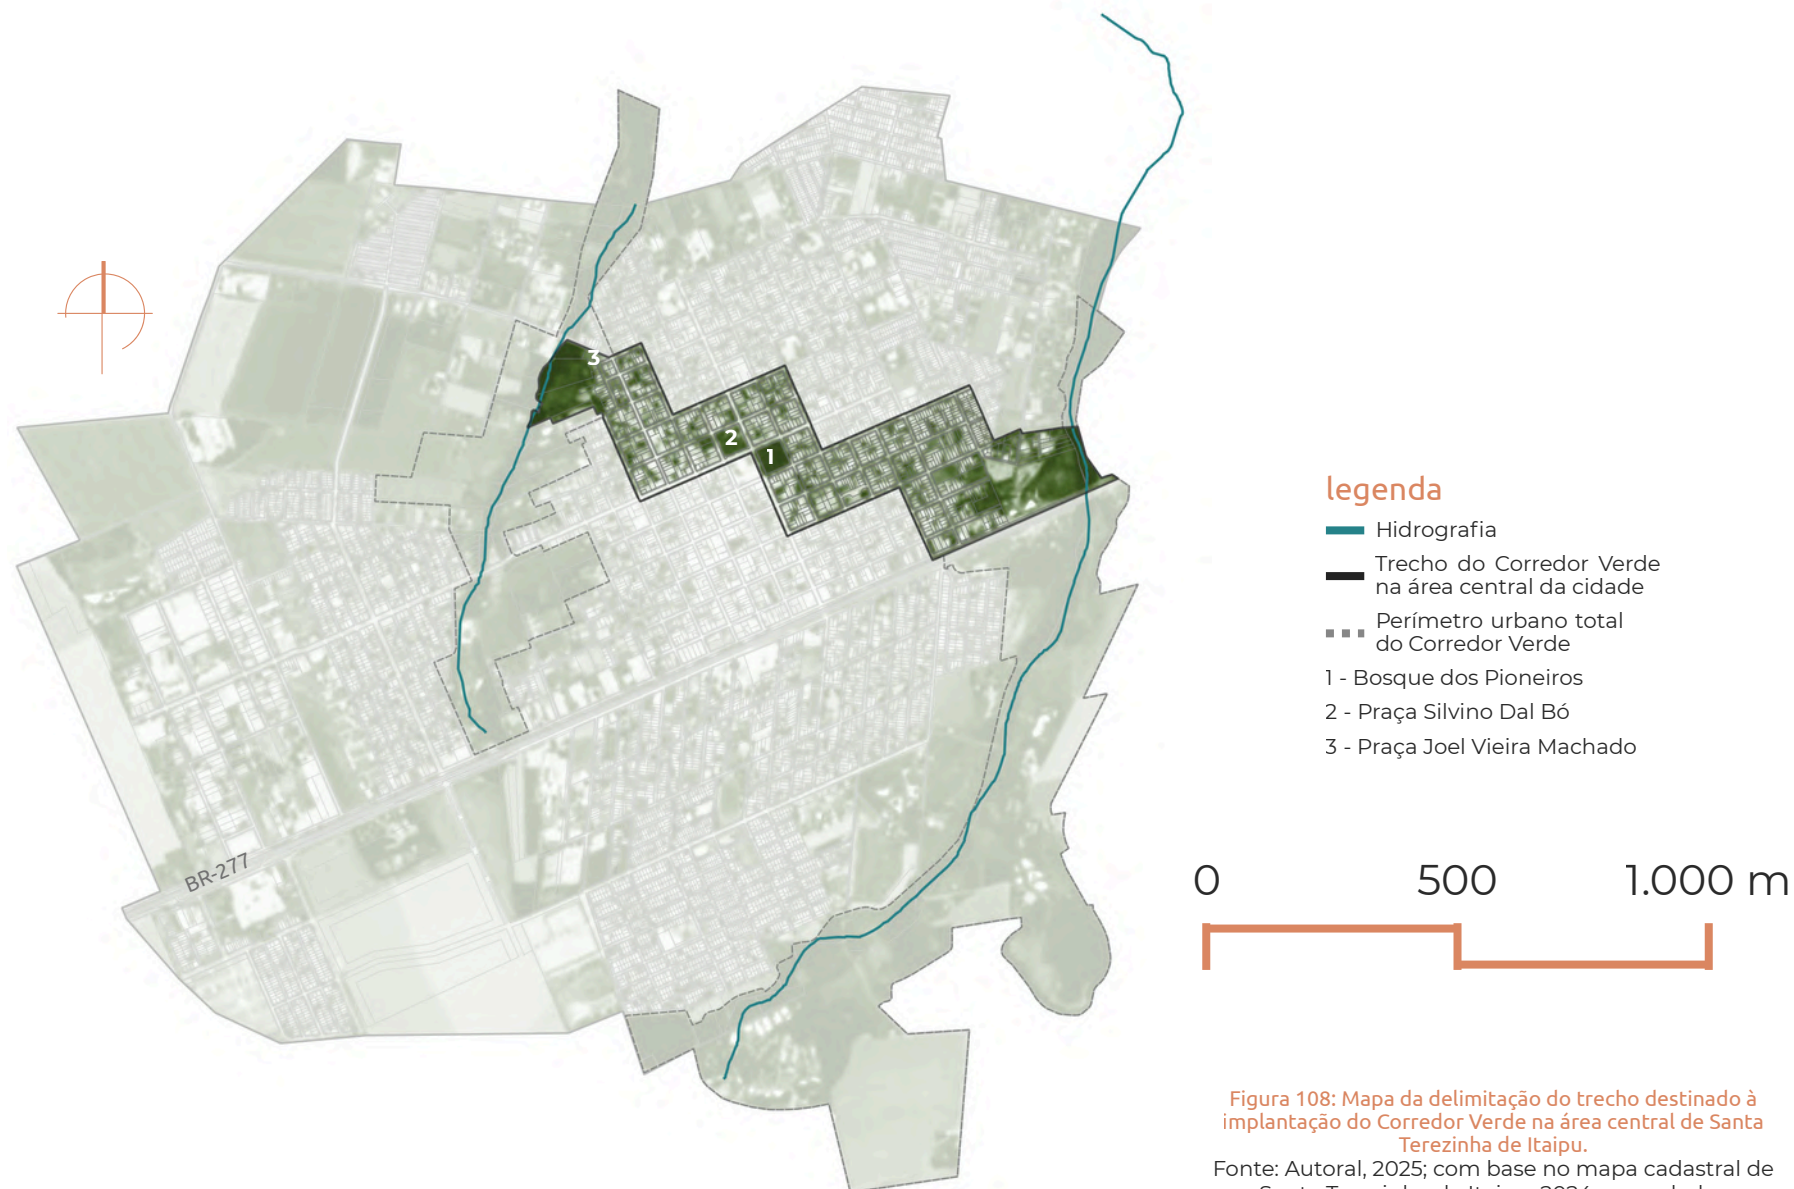 3
2
1
BR-277
legenda
Hidrografia
Trecho do Corredor Verde
na área central da cidade
Perímetro urbano total
do Corredor Verde
1 - Bosque dos Pioneiros
2 - Praça Silvino Dal Bó
3 - Praça Joel Vieira Machado
0 500 1.000 m
Figura 108: Mapa da delimitação do trecho destinado à
implantação do Corredor Verde na área central de Santa
Terezinha de Itaipu.
Fonte: Autoral, 2025; com base no mapa cadastral de